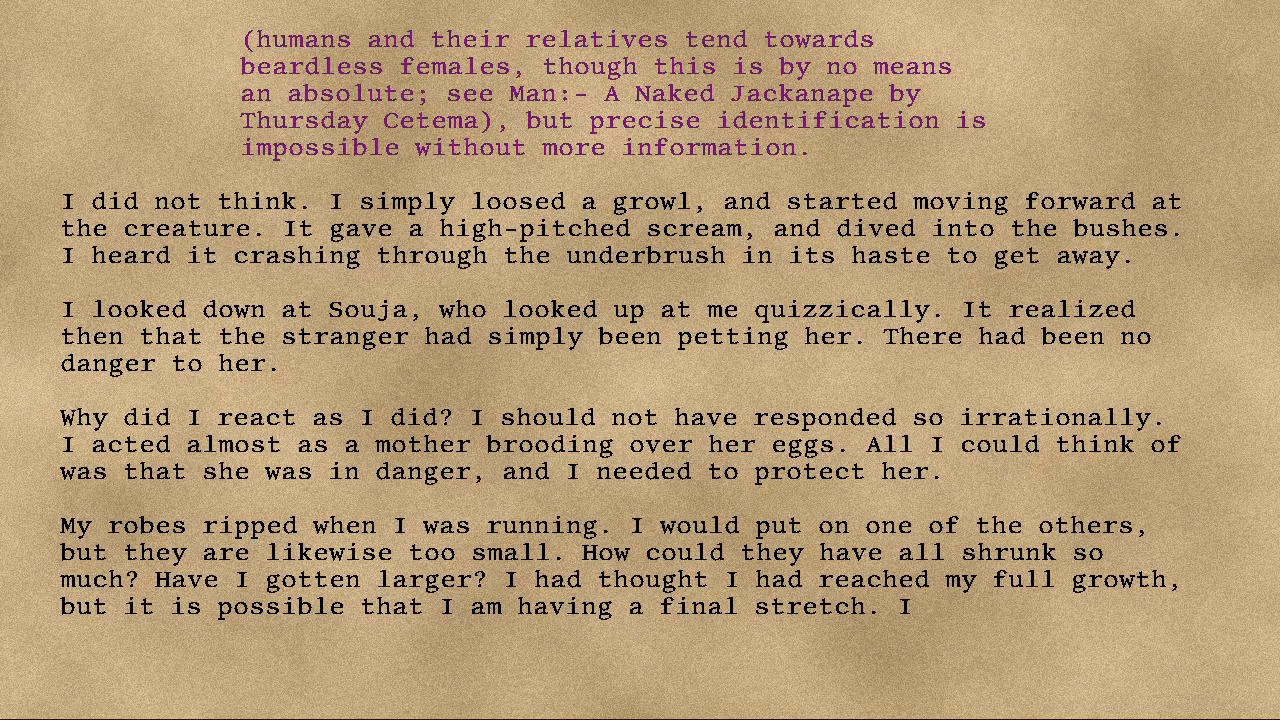 (humans and their relatives tend towards
beardless females, though this is by no means
an absolute; see Man:- A Naked Jackanape by
Thursday Cetema), but precise identification is
impossible without more information.
I did not think. I simply loosed a growl, and started moving forward at
the creature. It gave a high-pitched scream, and dived into the bushes.
I heard it crashing through the underbrush in its haste to get away.
I looked down at Souja, who looked up at me quizzically. It realized
then that the stranger had simply been petting her. There had been no
danger to her.
Why did I react as I did? I should not have responded so irrationally.
I acted almost as a mother brooding over her eggs. All I could think of
was that she was in danger, and I needed to protect her.
My robes ripped when I was running. I would put on one of the others,
but they are likewise too small. How could they have all shrunk so
much? Have I gotten larger? I had thought I had reached my full growth,
but it is possible that I am having a final stretch. I